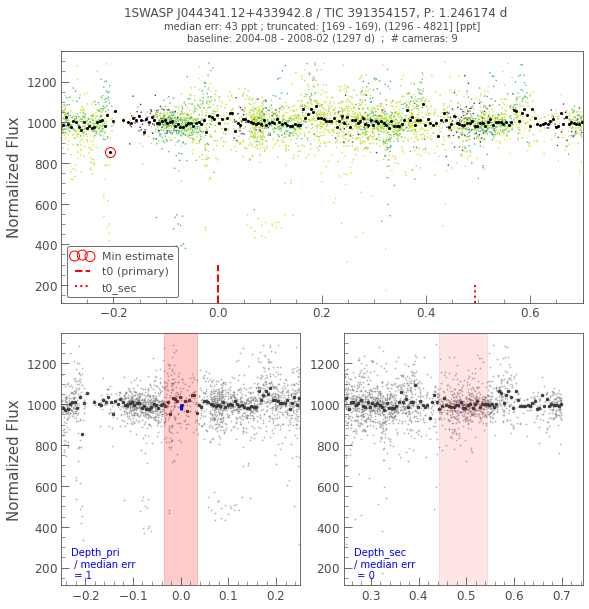 1SWASP J044341.12+433942.8 / TIC 391354157, P: 1.246174 d
median err: 43 ppt ; truncated: [169 - 169), (1296 - 4821] [ppt]
baseline: 2004-08 - 2008-02 (1297 d)  ;  # cameras: 9
Normalized Flux
1200
1000
800
600
400
200
Min estimate
t0 (primary)
t0_sec
−0.2
0.0
0.2
0.4
0.6
Normalized Flux
1200
1000
800
600
400
200
Depth_pri
/ median err
= 1
−0.2
−0.1
0.0
0.1
0.2
1200
1000
800
600
400
200
Depth_sec
/ median err
= 0
0.3
0.4
0.5
0.6
0.7